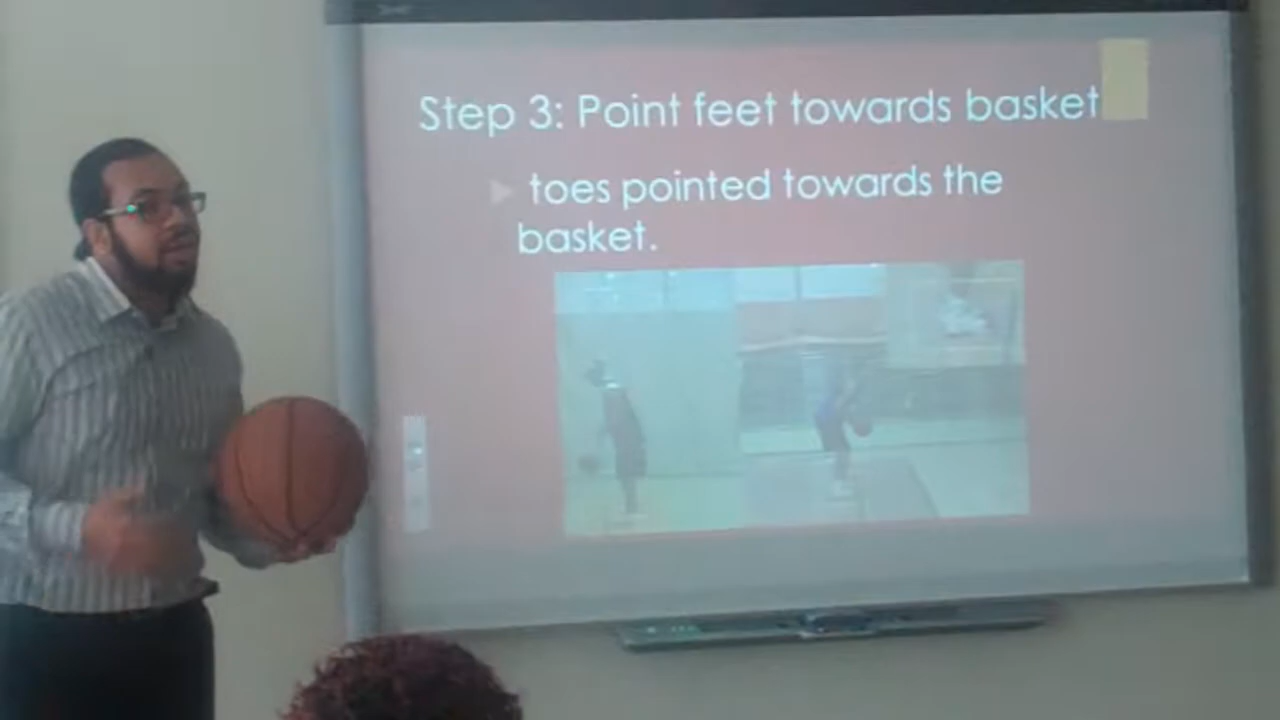 Step 3: Point feet towards basket
toes pointed towards the
basket.